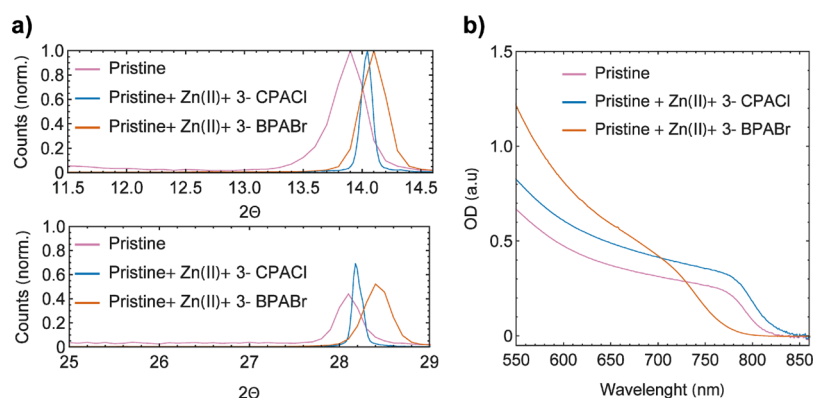 a)
Counts (norm.)
1.0
0.8
0.6
0.4
0.2
0.0
Pristine
Pristine+ Zn(II)+ 3- CPACl
Pristine+ Zn(II)+ 3- BPABr
11.5 12.0 12.5 13.0 13.5 14.0 14.5
2Θ
Counts (norm.)
1.0
0.8
0.6
0.4
0.2
0
Pristine
Pristine+ Zn(II)+ 3- CPACl
Pristine+ Zn(II)+ 3- BPABr
25 26 27 28 29
2Θ
b)
OD (a.u)
1.5
1.0
0.5
0
Pristine
Pristine + Zn(II)+ 3- CPACl
Pristine + Zn(II)+ 3- BPABr
550 600 650 700 750 800 850
Wavelenght (nm)